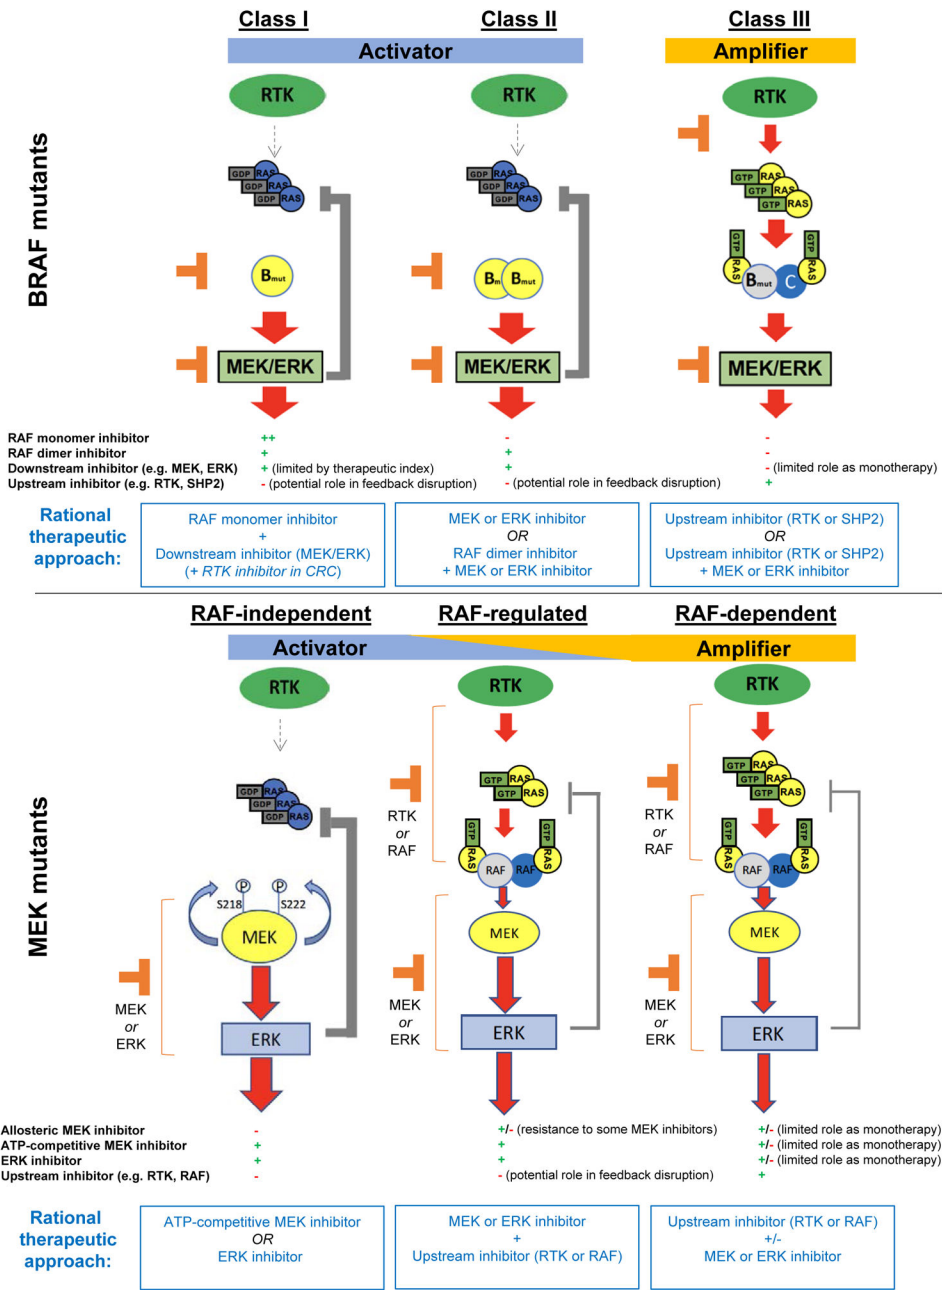 Class I
Class II
Class III
Activator
Amplifier
BRAF mutants
RTK
RTK
RTK
GDP RAS
GDP RAS
GDP RAS
GDP RAS
GDP RAS
GDP RAS
GTP RAS
GTP RAS
GTP RAS
GTP
RAS
GTP
RAS
Bmut
Bm Bmut
Bmut C
MEK/ERK
MEK/ERK
MEK/ERK
RAF monomer inhibitor ++ - -
RAF dimer inhibitor + + -
Downstream inhibitor (e.g. MEK, ERK) + (limited by therapeutic index) + - (limited role as monotherapy)
Upstream inhibitor (e.g. RTK, SHP2) - (potential role in feedback disruption) - (potential role in feedback disruption) +
Rational
therapeutic
approach:
RAF monomer inhibitor
+
Downstream inhibitor (MEK/ERK)
(+ RTK inhibitor in CRC)
MEK or ERK inhibitor
OR
RAF dimer inhibitor
+ MEK or ERK inhibitor
Upstream inhibitor (RTK or SHP2)
OR
Upstream inhibitor (RTK or SHP2)
+ MEK or ERK inhibitor
RAF-independent
RAF-regulated
RAF-dependent
Activator
Amplifier
MEK mutants
RTK
RTK
RTK
GDP RAS
GDP RAS
GDP RAS
GTP RAS
GTP RAS
GTP RAS
GTP RAS
GTP RAS
GTP RAS
RTK
or
RAF
RTK
or
RAF
GTP
RAS
GTP
RAS
RAF RAF
GTP
RAS
GTP
RAS
RAF RAF
P P
S218 S222
MEK
MEK
MEK
MEK
or
ERK
MEK
or
ERK
MEK
or
ERK
ERK
ERK
ERK
Allosteric MEK inhibitor - +/- (resistance to some MEK inhibitors) +/- (limited role as monotherapy)
ATP-competitive MEK inhibitor + + +/- (limited role as monotherapy)
ERK inhibitor + + +/- (limited role as monotherapy)
Upstream inhibitor (e.g. RTK, RAF) - - (potential role in feedback disruption) +
Rational
therapeutic
approach:
ATP-competitive MEK inhibitor
OR
ERK inhibitor
MEK or ERK inhibitor
+
Upstream inhibitor (RTK or RAF)
Upstream inhibitor (RTK or RAF)
+/-
MEK or ERK inhibitor